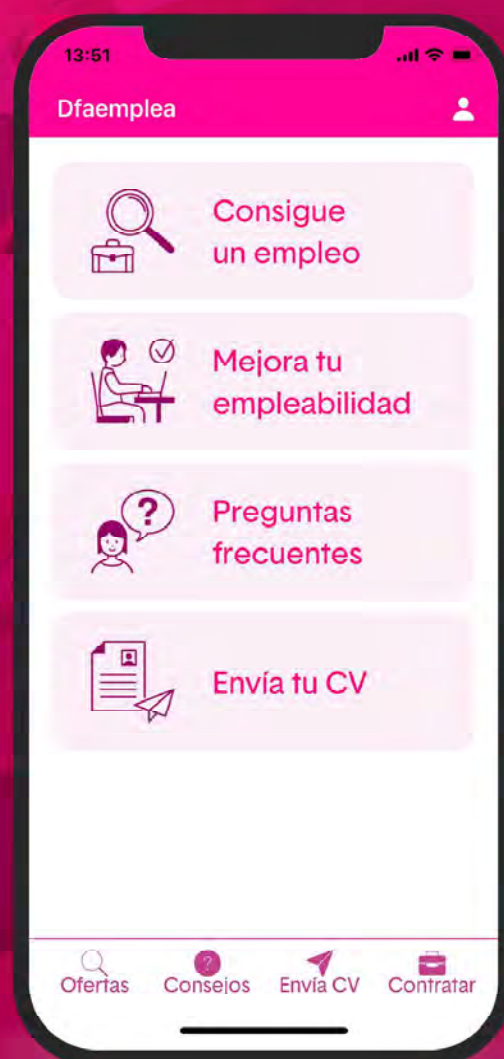 13:51
Dfaemplea
Consigue
un empleo
Mejora tu
empleabilidad
?
Preguntas
frecuentes
Envía tu CV
?
Ofertas Consejos Envía CV Contratar